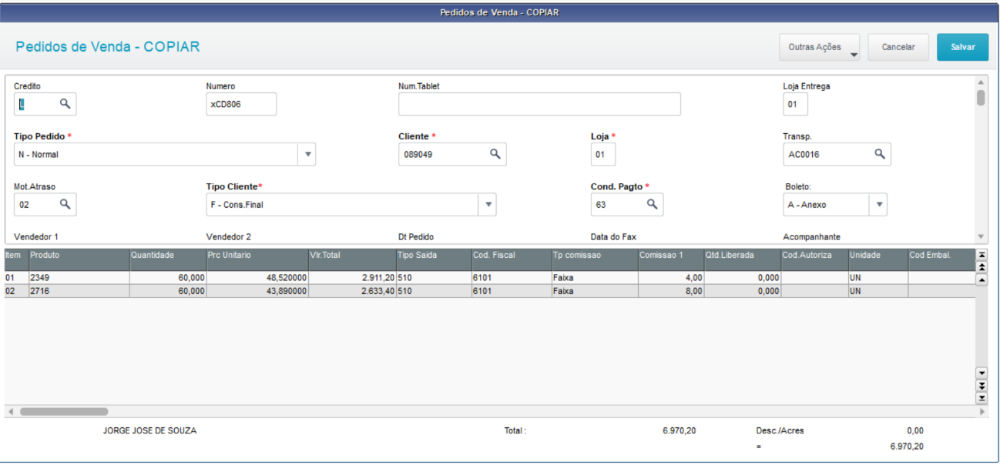 Pedidos de Venda - COPIAR
Pedidos de Venda - COPIAR
Outras Ações
Cancelar
Salvar
Credito Numero Num.Tablet Loja Entrega
L xCD806 01
Tipo Pedido * Cliente * Loja * Transp.
N - Normal 089049 01 AC0016
Mot.Atraso Tipo Cliente* Cond. Pagto * Boleto:
02 F - Cons.Final 63 A - Anexo
Vendedor 1 Vendedor 2 Dt Pedido Data do Fax Acompanhante
Item Produto Quantidade Prc Unitario Vlr.Total Tipo Saida Cod. Fiscal Tp comissao Comissao 1 Qtd.Liberada Cod.Autoriza Unidade Cod Embal.
01 2349 60,000 48,520000 2.911,20 510 6101 Faixa 4,00 0,000 UN
02 2716 60,000 43,890000 2.633,40 510 6101 Faixa 8,00 0,000 UN
JORGE JOSE DE SOUZA Total : 6.970,20 Desc./Acres 0,00
= 6.970,20